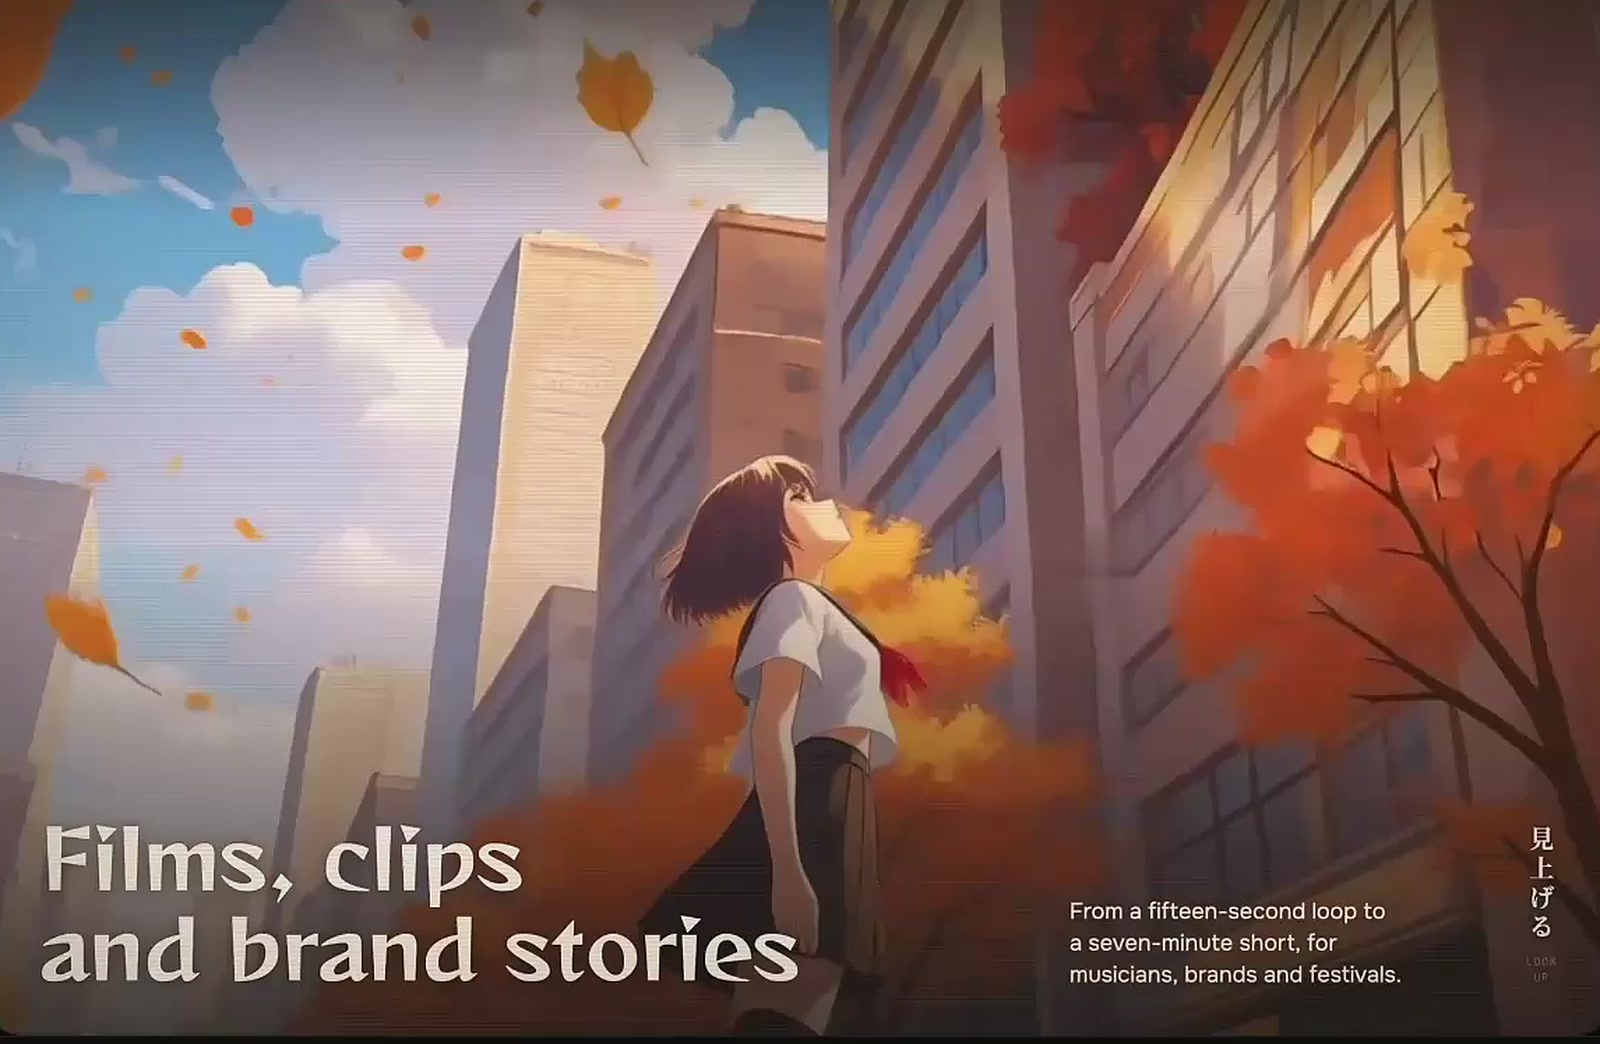 Films, clips
and brand stories
From a fifteen-second loop to
a seven-minute short, for
musicians, brands and festivals.
見上げる
LOOK
UP